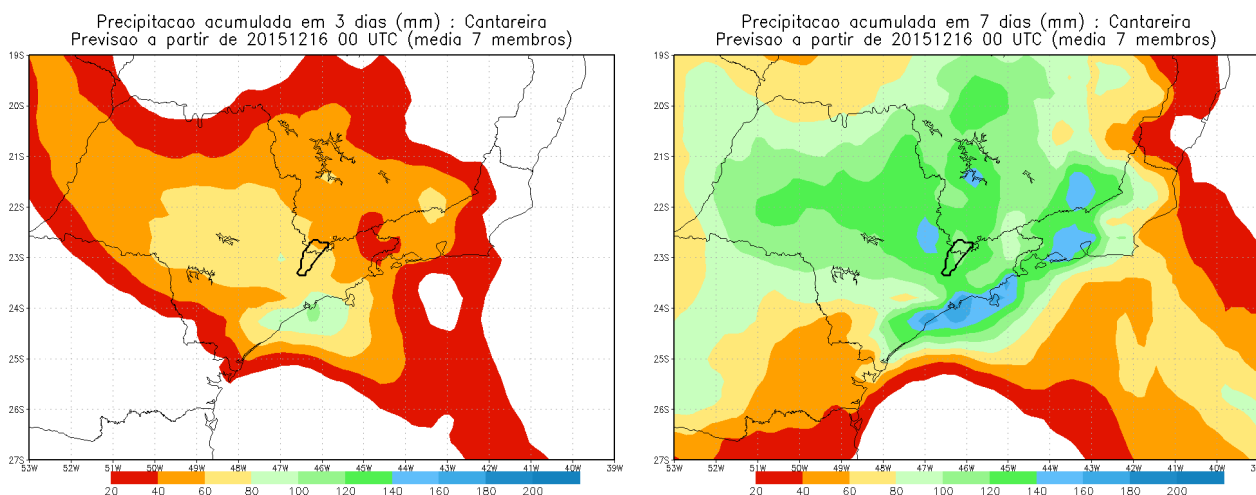 Precipitacao acumulada em 3 dias (mm) : Cantareira
Previsao a partir de 20151216 00 UTC (media 7 membros)
19S
20S
21S
22S
23S
24S
25S
26S
27S
53W 52W 51W 50W 49W 48W 47W 46W 45W 44W 43W 42W 41W 40W 39W
20 40 60 80 100 120 140 160 180 200
Precipitacao acumulada em 7 dias (mm) : Cantareira
Previsao a partir de 20151216 00 UTC (media 7 membros)
19S
20S
21S
22S
23S
24S
25S
26S
27S
53W 52W 51W 50W 49W 48W 47W 46W 45W 44W 43W 42W 41W 40W
20 40 60 80 100 120 140 160 180 200